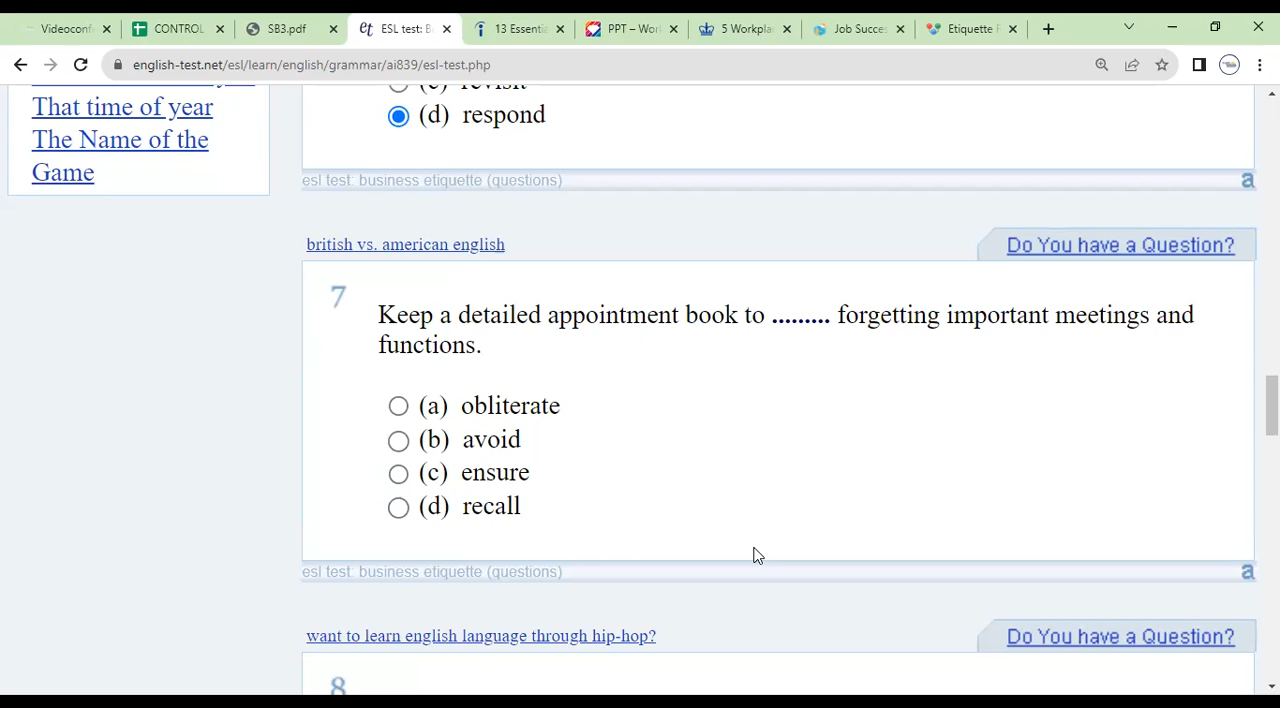 Videoconf
CONTROL
SB3.pdf
ESL test: B
13 Essenti
PPT – Wor
5 Workpla
Job Succes
Etiquette
english-test.net/esl/learn/english/grammar/ai839/esl-test.php
That time of year
The Name of the
Game
(c) revisit
(d) respond
esl test: business etiquette (questions)
a
british vs. american english
Do You have a Question?
7
Keep a detailed appointment book to ......... forgetting important meetings and
functions.
(a) obliterate
(b) avoid
(c) ensure
(d) recall
esl test: business etiquette (questions)
a
want to learn english language through hip-hop?
Do You have a Question?
8